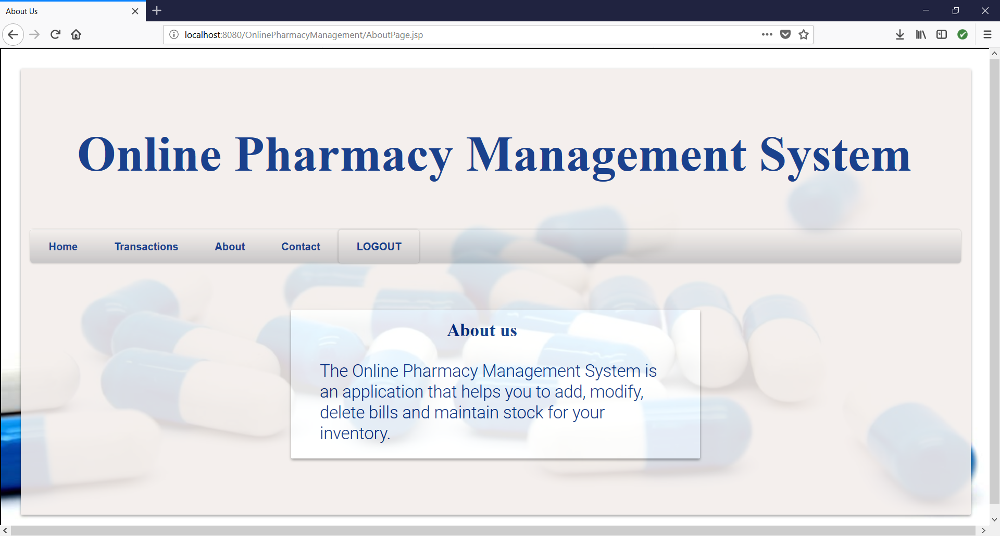 About Us
localhost:8080/OnlinePharmacyManagement/AboutPage.jsp
Online Pharmacy Management System
Home Transactions About Contact LOGOUT
About us
The Online Pharmacy Management System is
an application that helps you to add, modify,
delete bills and maintain stock for your
inventory.